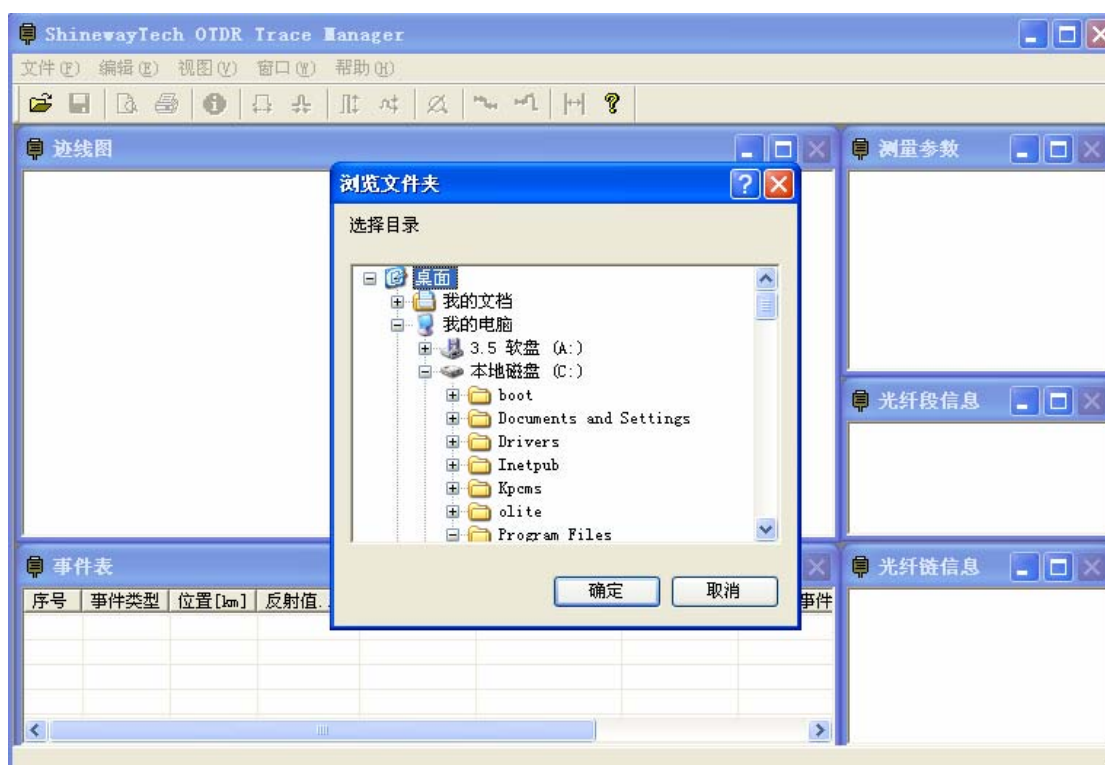 ShinewayTech OTDR Trace Manager
文件(F) 编辑(E) 视图(V) 窗口(W) 帮助(H)
迹线图
测量参数
浏览文件夹
选择目录
桌面
我的文档
我的电脑
3.5 软盘 (A:)
本地磁盘 (C:)
boot
Documents and Settings
Drivers
Inetpub
Kpcms
olite
Program Files
确定 取消
光纤段信息
事件表
序号 事件类型 位置[km] 反射值.. 事件
光纤链信息